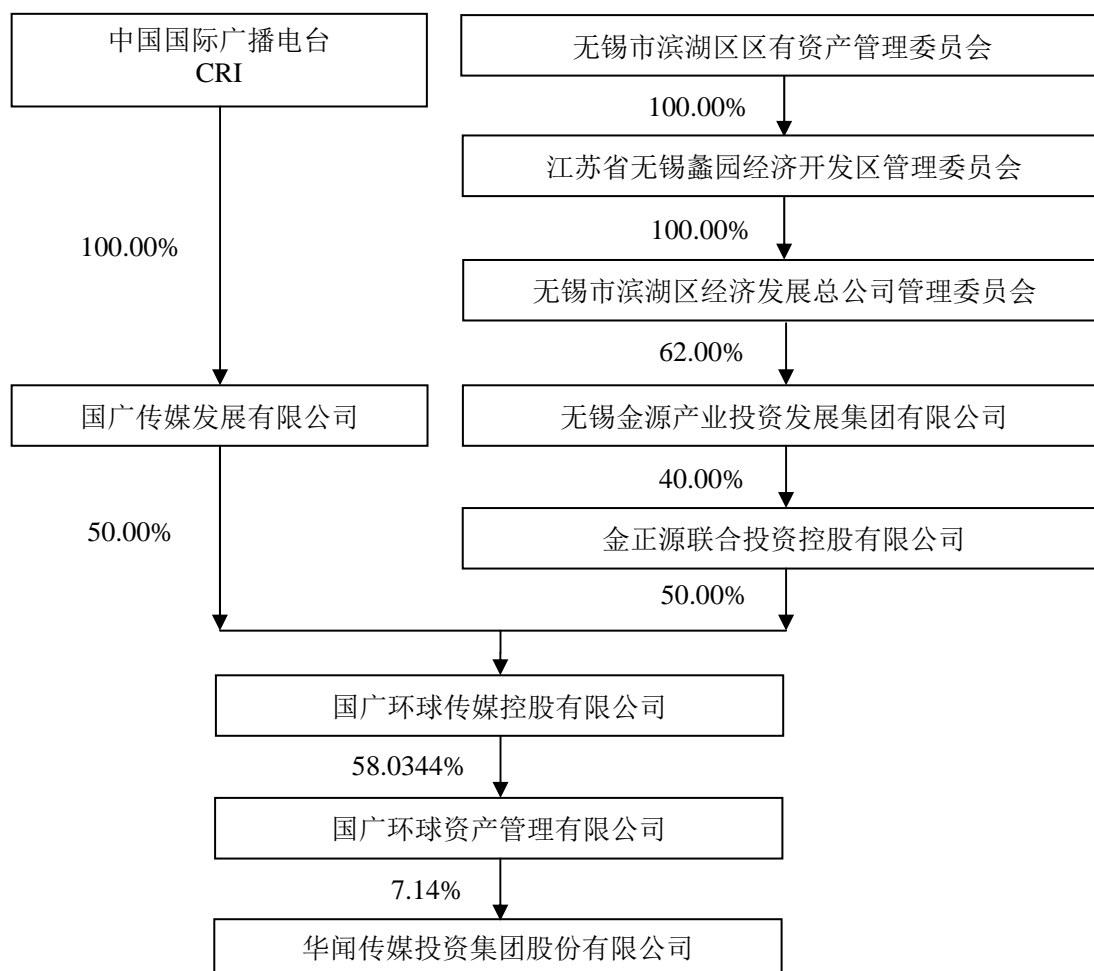 中国国际广播电台
CRI
无锡市滨湖区区有资产管理委员会
100.00%
江苏省无锡蠡园经济开发区管理委员会
100.00%
100.00%
无锡市滨湖区经济发展总公司管理委员会
62.00%
国广传媒发展有限公司
无锡金源产业投资发展集团有限公司
40.00%
50.00%
金正源联合投资控股有限公司
50.00%
国广环球传媒控股有限公司
58.0344%
国广环球资产管理有限公司
7.14%
华闻传媒投资集团股份有限公司